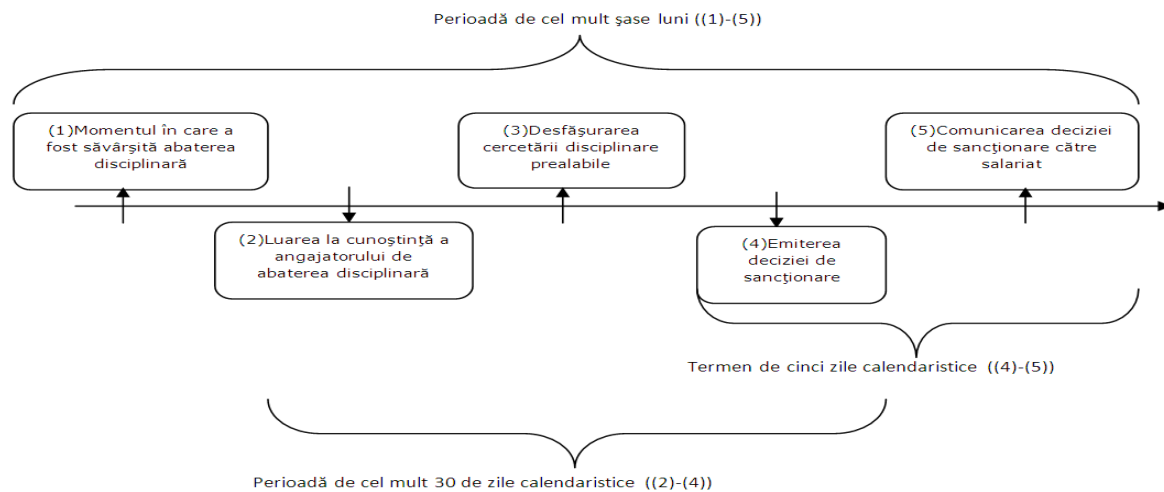 Perioadă de cel mult şase luni ((1)-(5))
(1)Momentul în care a
fost săvârşită abaterea
disciplinară
(3)Desfăşurarea
cercetării disciplinare
prealabile
(5)Comunicarea deciziei
de sancţionare către
salariat
(2)Luarea la cunoştinţă a
angajatorului de
abaterea disciplinară
(4)Emiterea
deciziei de
sancţionare
Termen de cinci zile calendaristice ((4)-(5))
Perioadă de cel mult 30 de zile calendaristice ((2)-(4))